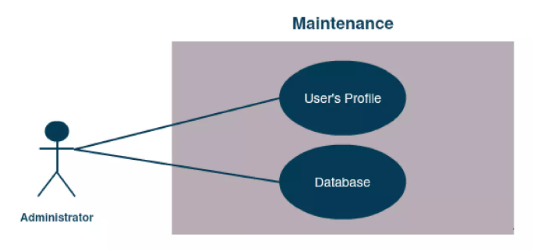 Maintenance
User's Profile
Database
Administrator